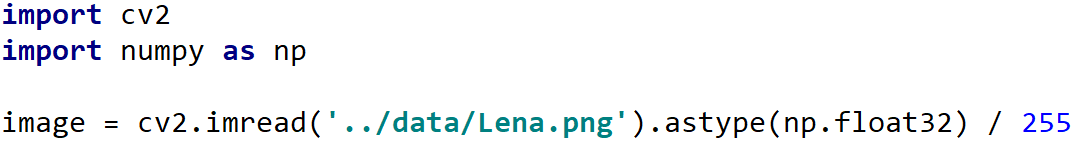 import cv2
import numpy as np
image = cv2.imread('../data/Lena.png').astype(np.float32) / 255